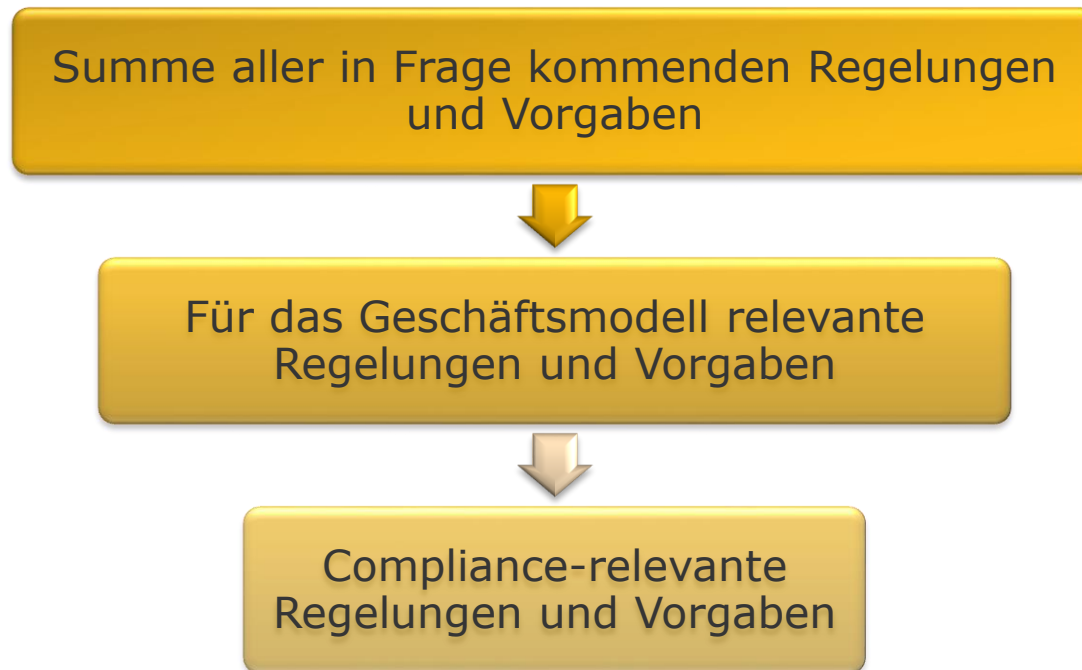 Summe aller in Frage kommenden Regelungen
und Vorgaben
Für das Geschäftsmodell relevante
Regelungen und Vorgaben
Compliance-relevante
Regelungen und Vorgaben